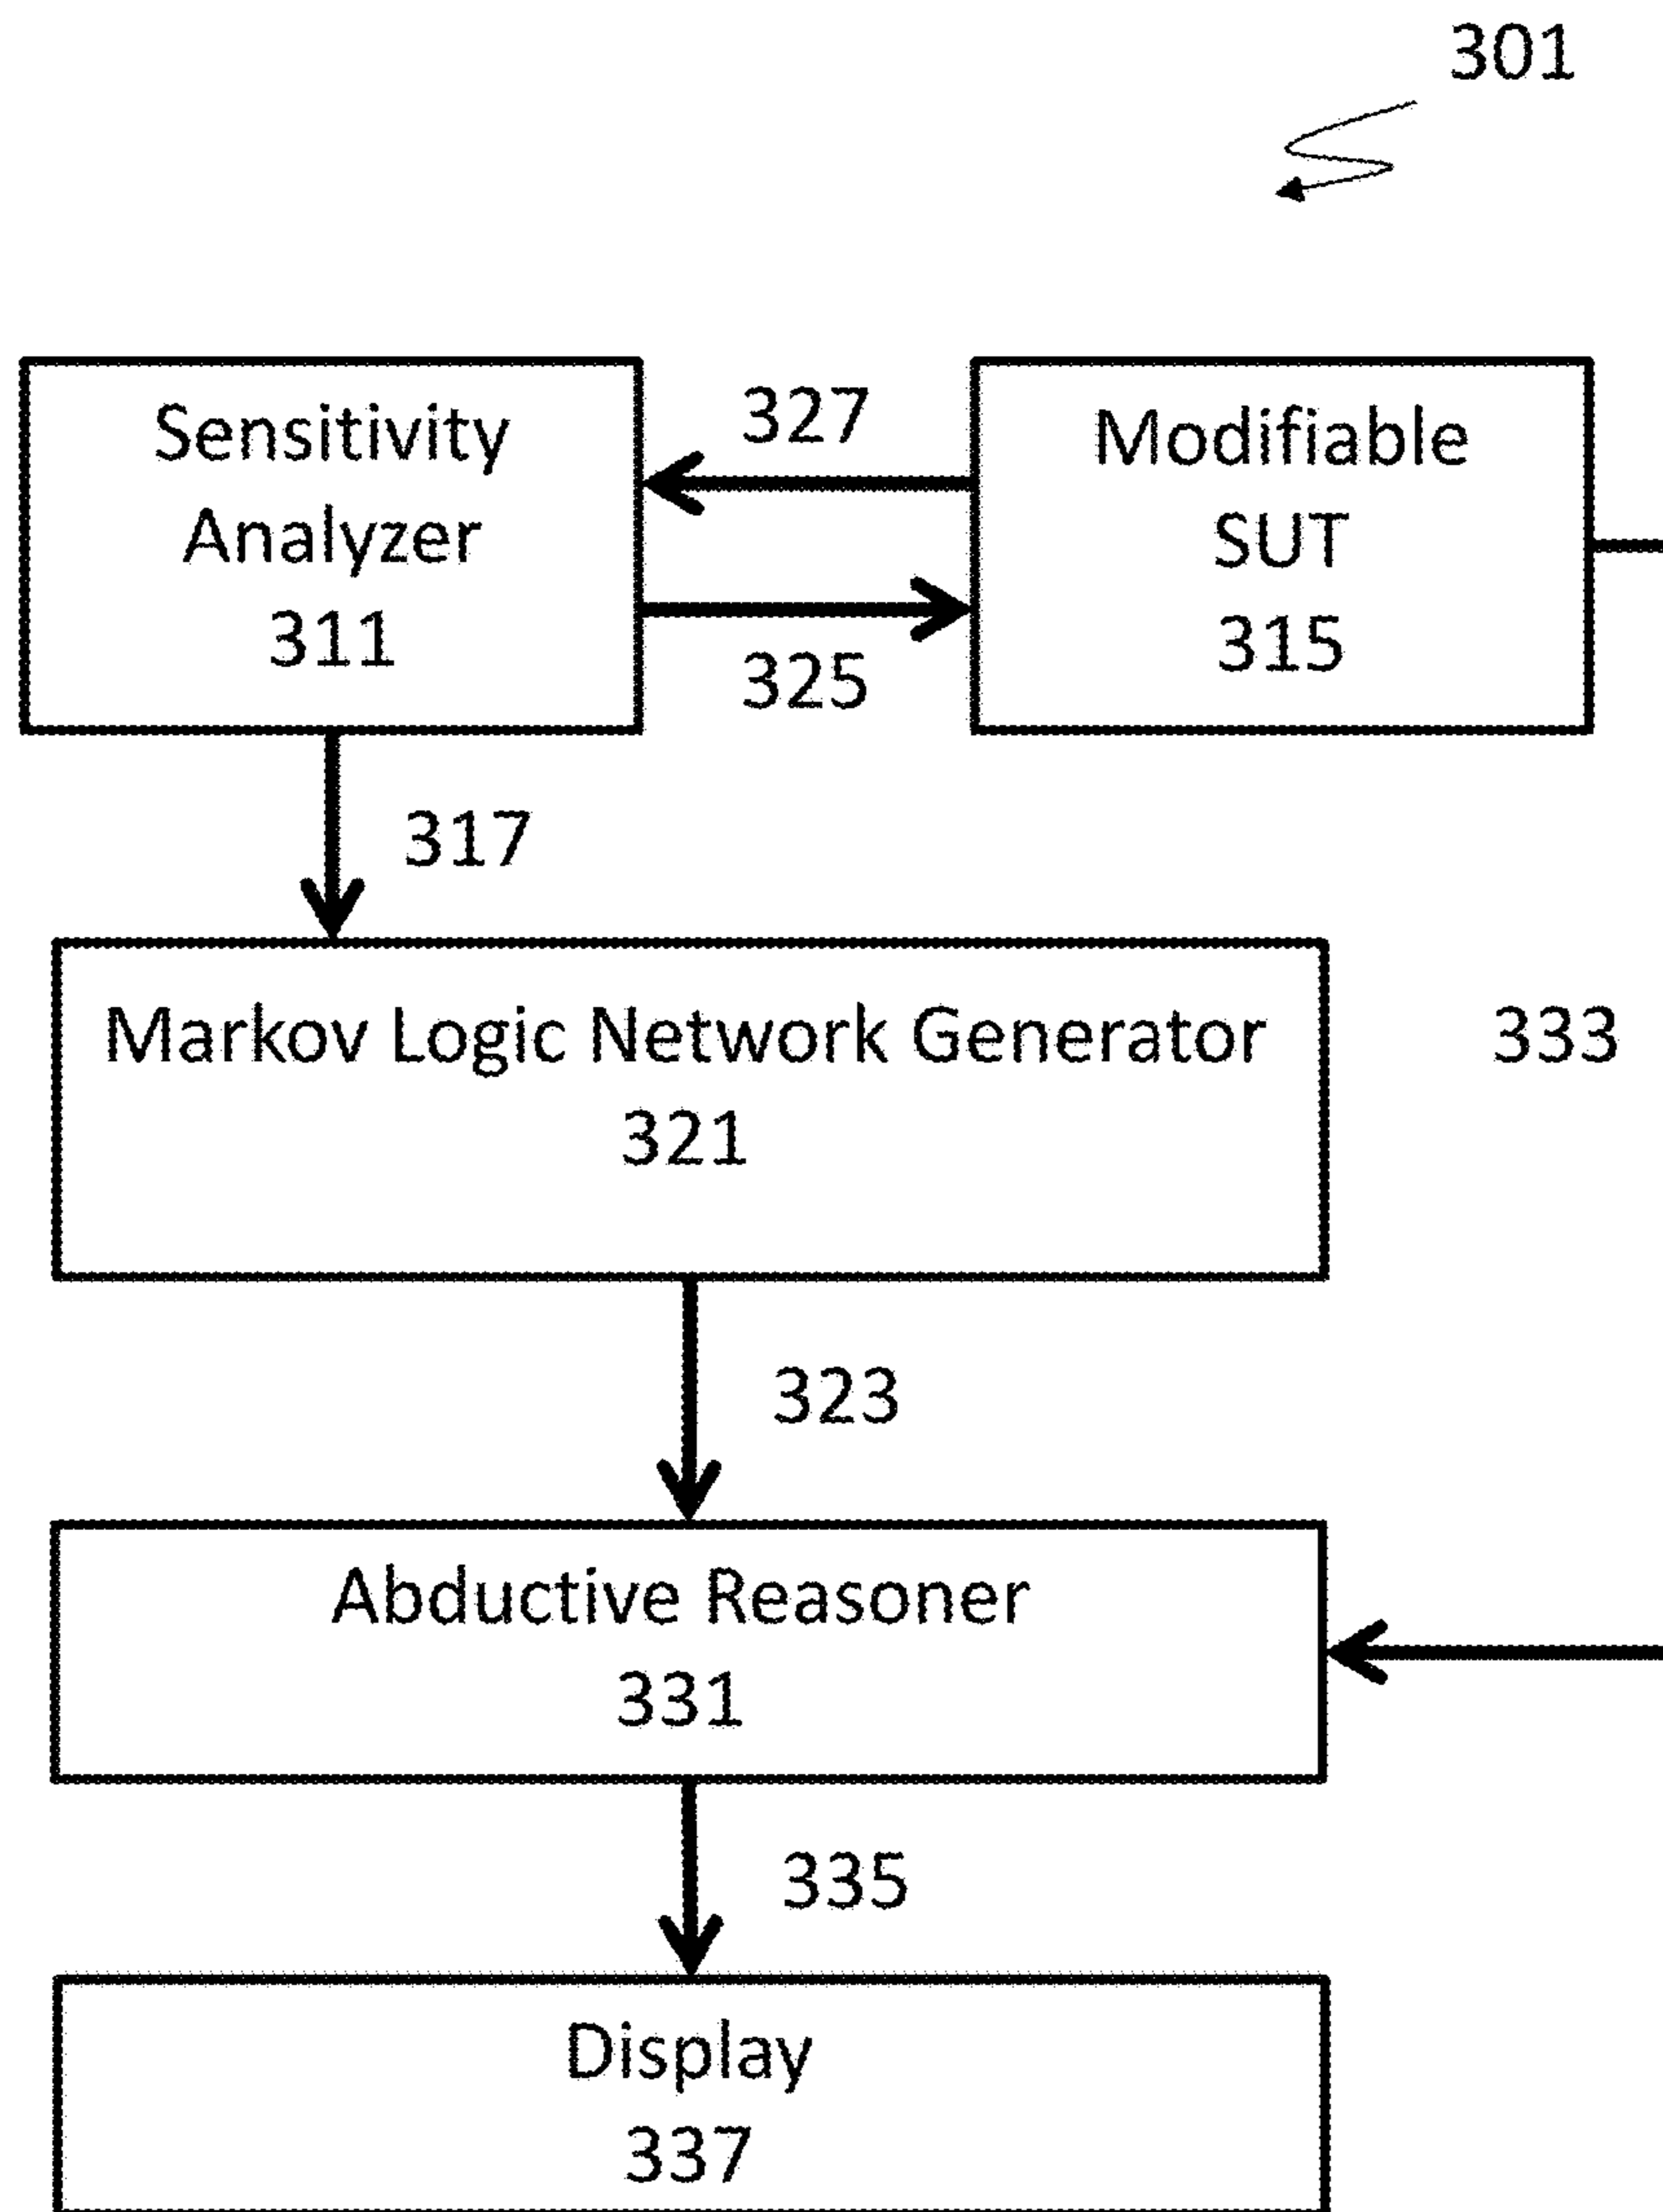 301
Sensitivity
Analyzer
311
327
325
Modifiable
SUT
315
317
Markov Logic Network Generator
321
333
323
Abductive Reasoner
331
335
Display
337